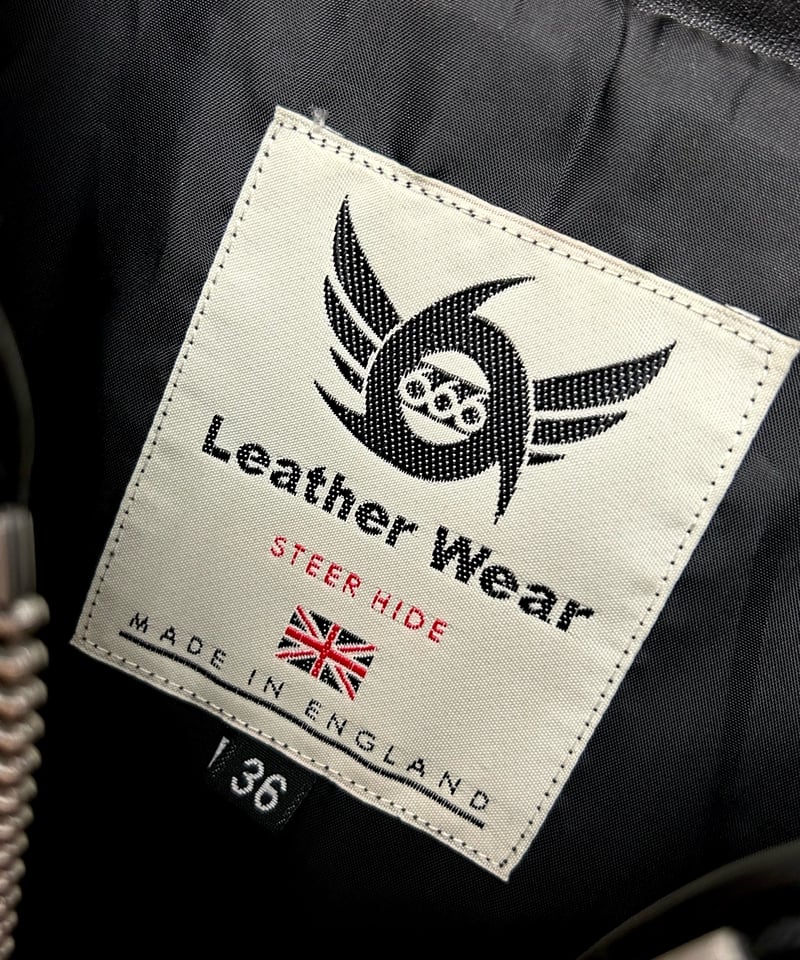 666
Leather Wear
STEER HIDE
MADE IN ENGLAND
36